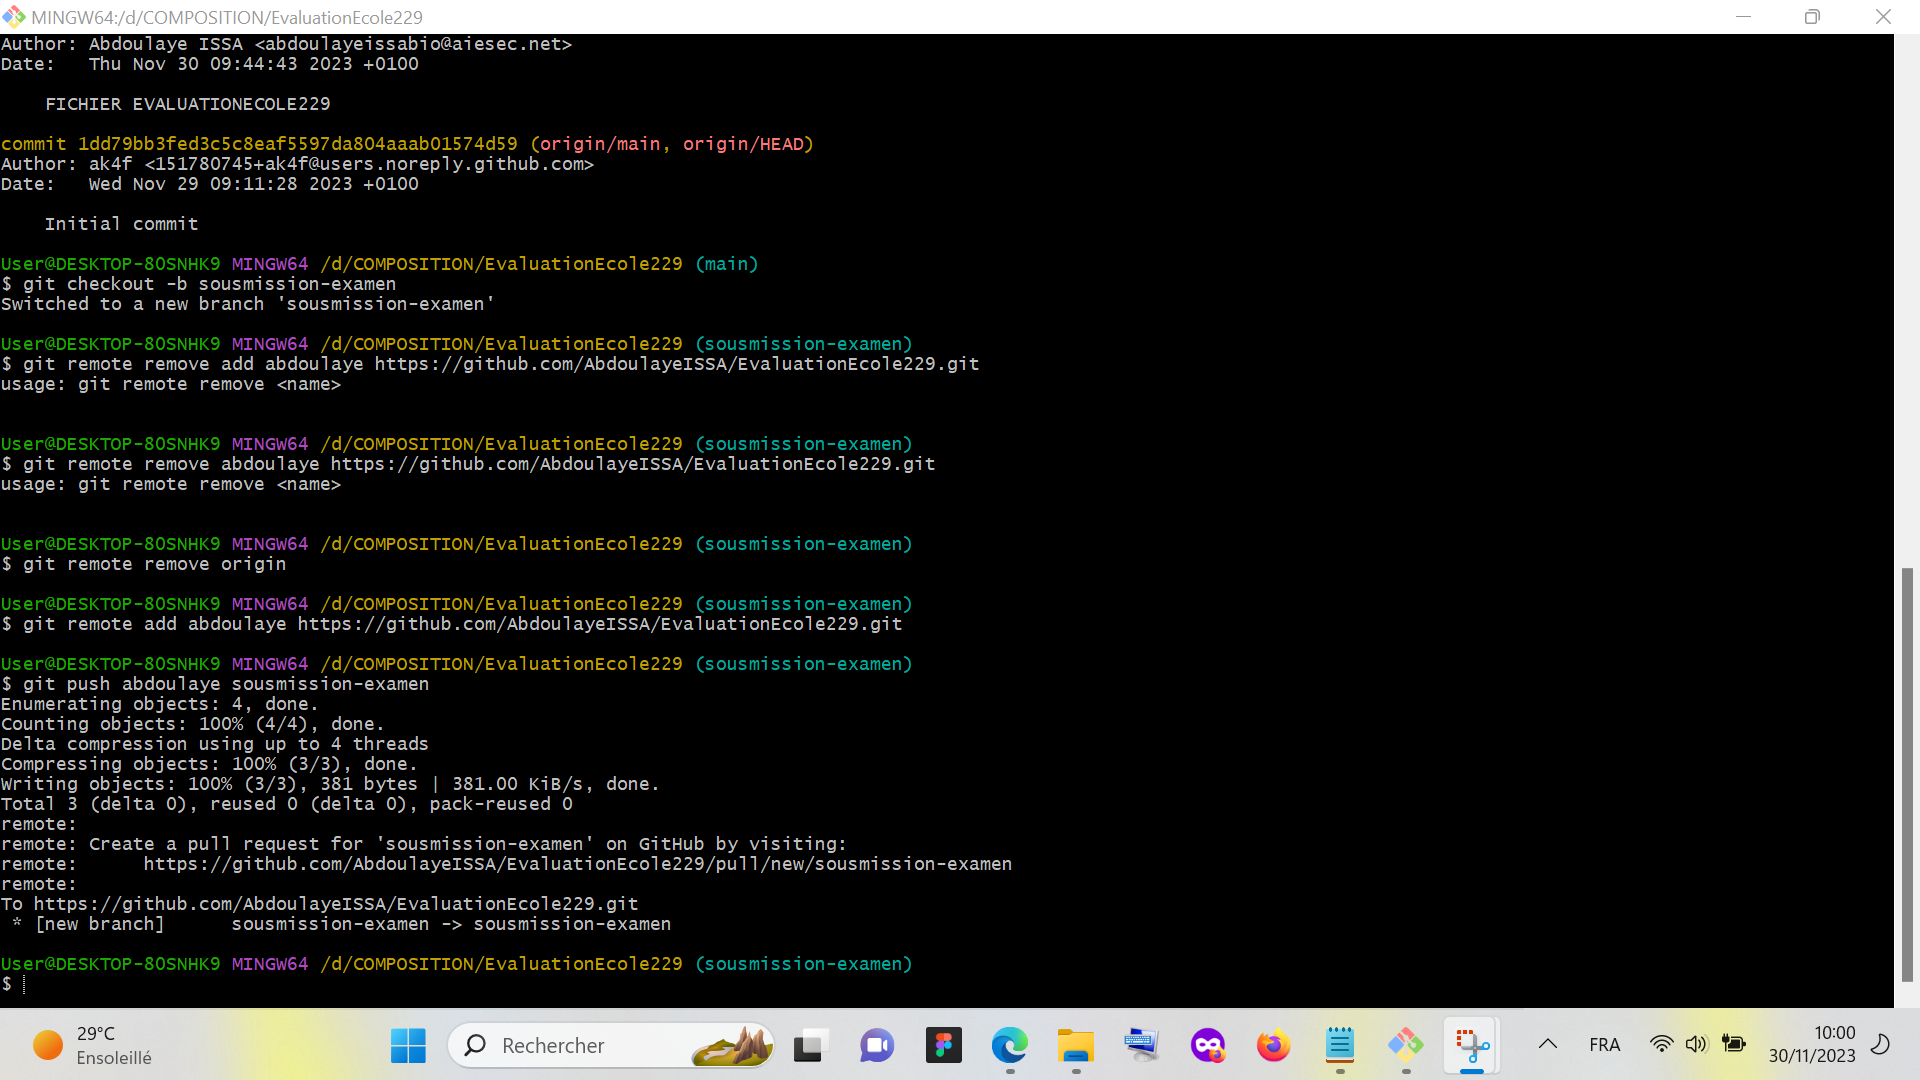 MINGW64:/d/COMPOSITION/EvaluationEcole229
Author: Abdoulaye ISSA <abdoulayeissabio@aiesec.net>
Date:   Thu Nov 30 09:44:43 2023 +0100
    FICHIER EVALUATIONECOLE229
commit 1dd79bb3fed3c5c8eaf5597da804aaab01574d59 (origin/main, origin/HEAD)
Author: ak4f <151780745+ak4f@users.noreply.github.com>
Date:   Wed Nov 29 09:11:28 2023 +0100
    Initial commit
User@DESKTOP-8OSNHK9 MINGW64 /d/COMPOSITION/EvaluationEcole229 (main)
$ git checkout -b sousmission-examen
Switched to a new branch 'sousmission-examen'
User@DESKTOP-8OSNHK9 MINGW64 /d/COMPOSITION/EvaluationEcole229 (sousmission-examen)
$ git remote remove add abdoulaye https://github.com/AbdoulayeISSA/EvaluationEcole229.git
usage: git remote remove <name>
User@DESKTOP-8OSNHK9 MINGW64 /d/COMPOSITION/EvaluationEcole229 (sousmission-examen)
$ git remote remove abdoulaye https://github.com/AbdoulayeISSA/EvaluationEcole229.git
usage: git remote remove <name>
User@DESKTOP-8OSNHK9 MINGW64 /d/COMPOSITION/EvaluationEcole229 (sousmission-examen)
$ git remote remove origin
User@DESKTOP-8OSNHK9 MINGW64 /d/COMPOSITION/EvaluationEcole229 (sousmission-examen)
$ git remote add abdoulaye https://github.com/AbdoulayeISSA/EvaluationEcole229.git
User@DESKTOP-8OSNHK9 MINGW64 /d/COMPOSITION/EvaluationEcole229 (sousmission-examen)
$ git push abdoulaye sousmission-examen
Enumerating objects: 4, done.
Counting objects: 100% (4/4), done.
Delta compression using up to 4 threads
Compressing objects: 100% (3/3), done.
Writing objects: 100% (3/3), 381 bytes | 381.00 KiB/s, done.
Total 3 (delta 0), reused 0 (delta 0), pack-reused 0
remote:
remote: Create a pull request for 'sousmission-examen' on GitHub by visiting:
remote:      https://github.com/AbdoulayeISSA/EvaluationEcole229/pull/new/sousmission-examen
remote:
To https://github.com/AbdoulayeISSA/EvaluationEcole229.git
 * [new branch]      sousmission-examen -> sousmission-examen
User@DESKTOP-8OSNHK9 MINGW64 /d/COMPOSITION/EvaluationEcole229 (sousmission-examen)
$
29°C
Ensoleillé
Rechercher
FRA
10:00
30/11/2023